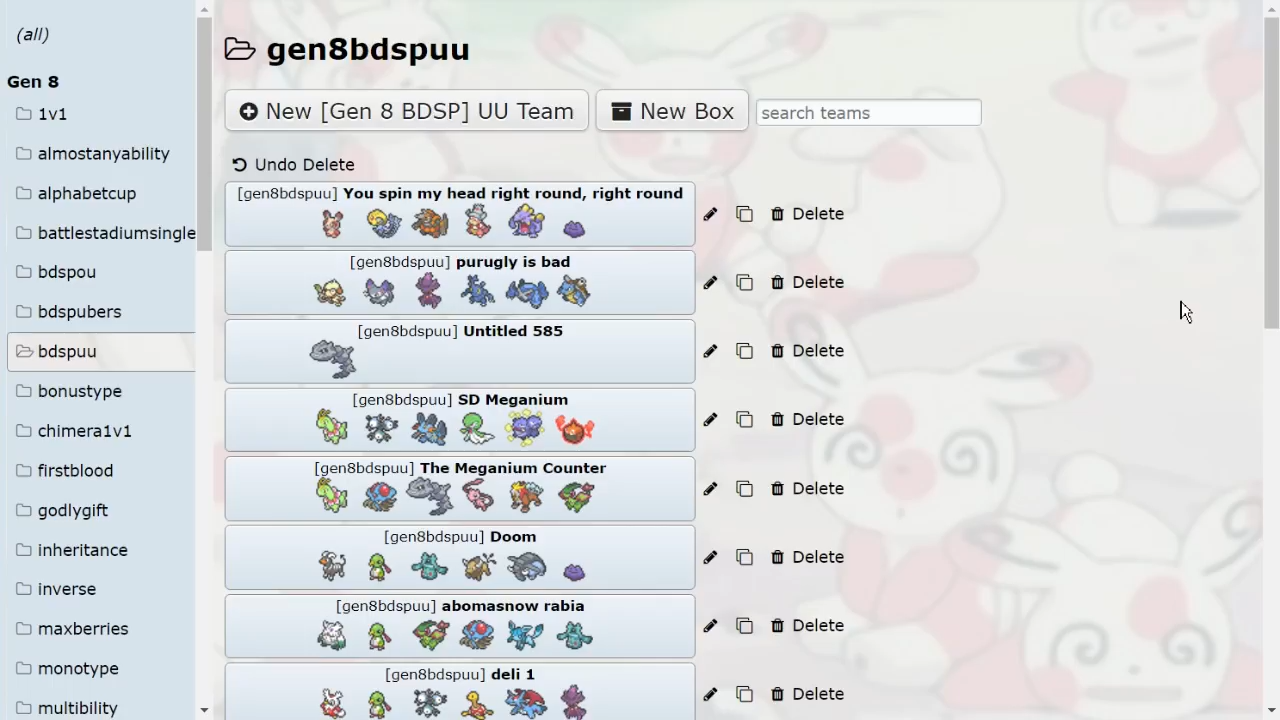 (all)
Gen 8
1v1
almostanyability
alphabetcup
battlestadiumsingle
bdspou
bdspubers
bdspuu
bonustype
chimera1v1
firstblood
godlygift
inheritance
inverse
maxberries
monotype
multibility
gen8bdspuu
New [Gen 8 BDSP] UU Team
New Box
search teams
Undo Delete
[gen8bdspuu] You spin my head right round, right round
Delete
[gen8bdspuu] purugly is bad
Delete
[gen8bdspuu] Untitled 585
Delete
[gen8bdspuu] SD Meganium
Delete
[gen8bdspuu] The Meganium Counter
Delete
[gen8bdspuu] Doom
Delete
[gen8bdspuu] abomasnow rabia
Delete
[gen8bdspuu] deli 1
Delete